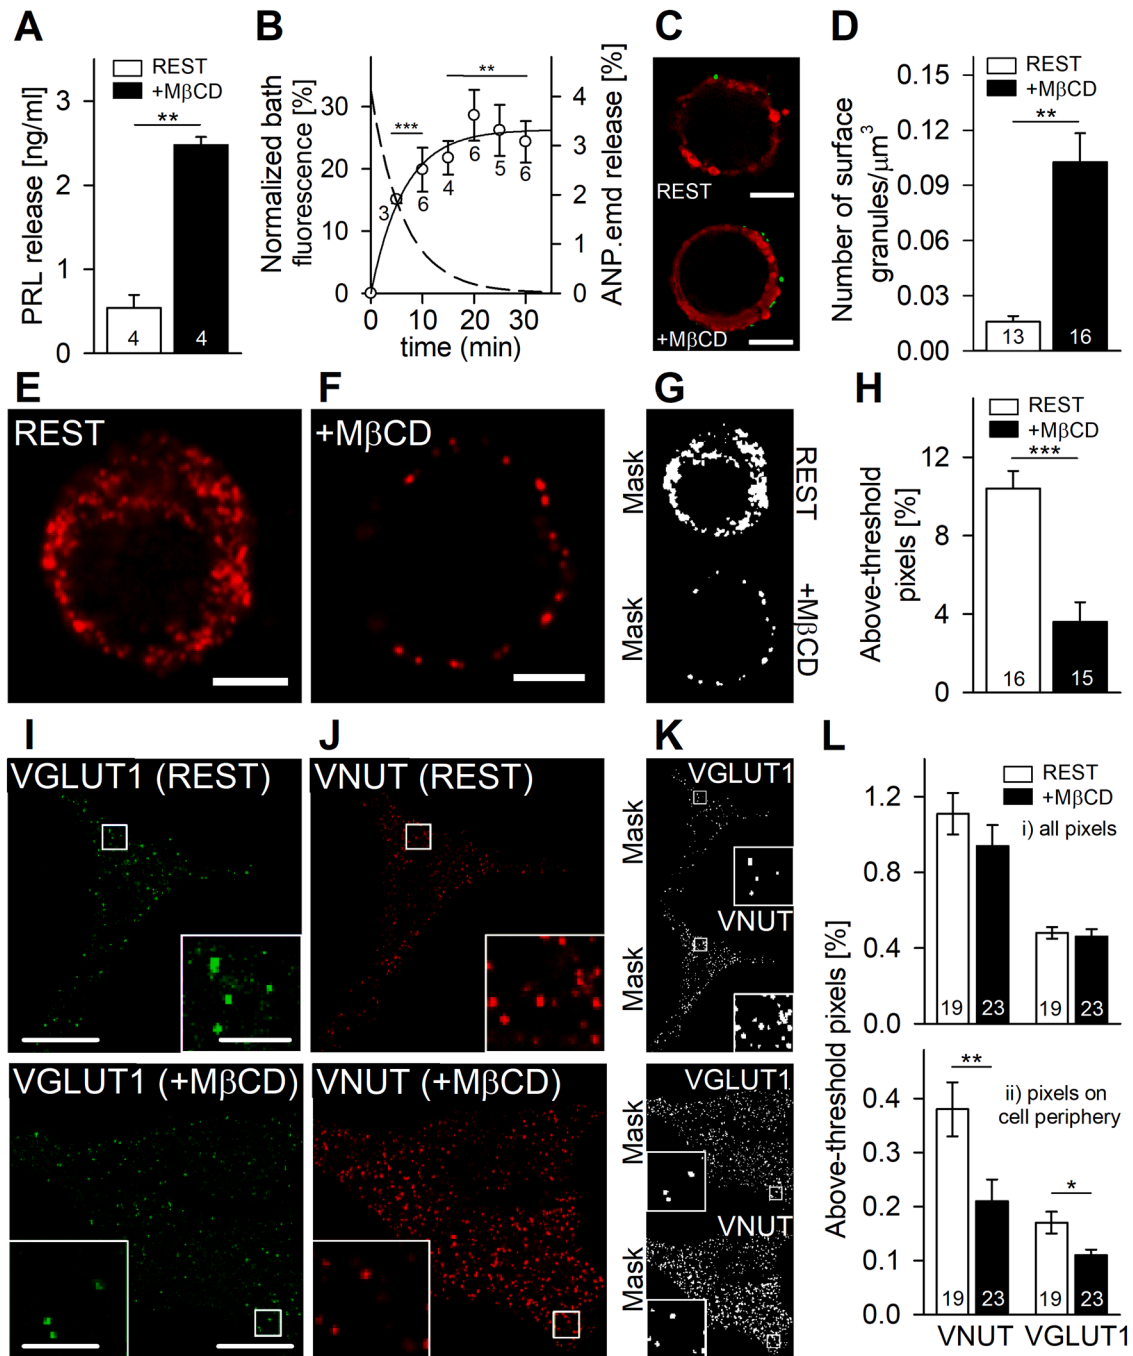 A
PRL release [ng/ml]
REST
+MβCD
**
3
2
1
0
4
4
B
Normalized bath
fluorescence [%]
30
20
10
0
***
**
3
6
4
6
5
6
4
3
2
1
0
ANP.emd release [%]
0
10
20
30
time (min)
C
REST
+MβCD
D
Number of surface
granules/μm³
REST
+MβCD
**
0.15
0.12
0.09
0.06
0.03
0.00
13
16
E
REST
F
+MβCD
G
Mask
REST
Mask
+MβCD
H
Above-threshold
pixels [%]
REST
+MβCD
***
12
8
4
0
16
15
I
VGLUT1 (REST)
VGLUT1 (+MβCD)
J
VNUT (REST)
VNUT (+MβCD)
K
Mask
VGLUT1
Mask
VNUT
Mask
VGLUT1
Mask
VNUT
L
Above-threshold pixels [%]
REST
+MβCD
i) all pixels
1.2
0.8
0.4
0.0
19
23
19
23
**
ii) pixels on
cell periphery
*
0.4
0.3
0.2
0.1
0.0
19
23
19
23
VNUT
VGLUT1